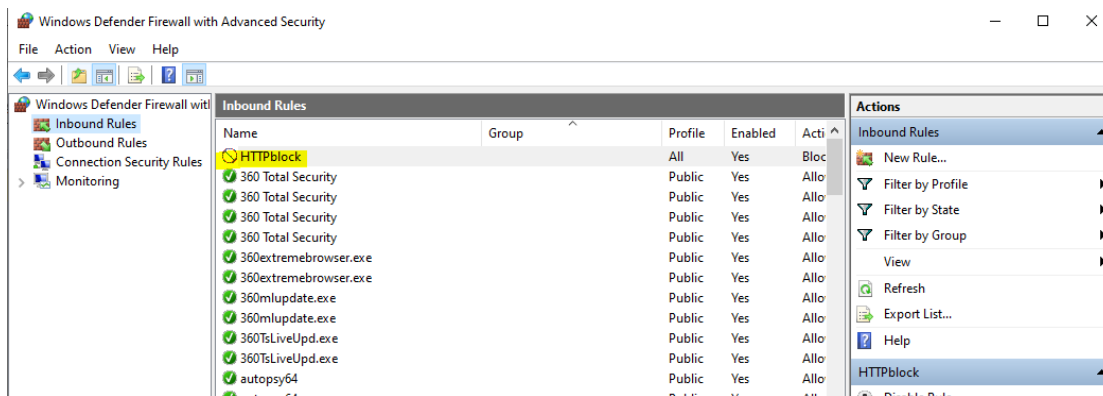 Windows Defender Firewall with Advanced Security
File Action View Help
Windows Defender Firewall witl
Inbound Rules
Outbound Rules
Connection Security Rules
Monitoring
Inbound Rules
Name Group Profile Enabled Acti
HTTPblock All Yes Bloc
360 Total Security Public Yes Allo
360 Total Security Public Yes Allo
360 Total Security Public Yes Allo
360 Total Security Public Yes Allo
360extremebrowser.exe Public Yes Allo
360extremebrowser.exe Public Yes Allo
360mlupdate.exe Public Yes Allo
360mlupdate.exe Public Yes Allo
360TsLiveUpd.exe Public Yes Allo
360TsLiveUpd.exe Public Yes Allo
autopsy64 Public Yes Allo
Actions
Inbound Rules
New Rule...
Filter by Profile
Filter by State
Filter by Group
View
Refresh
Export List...
Help
HTTPblock